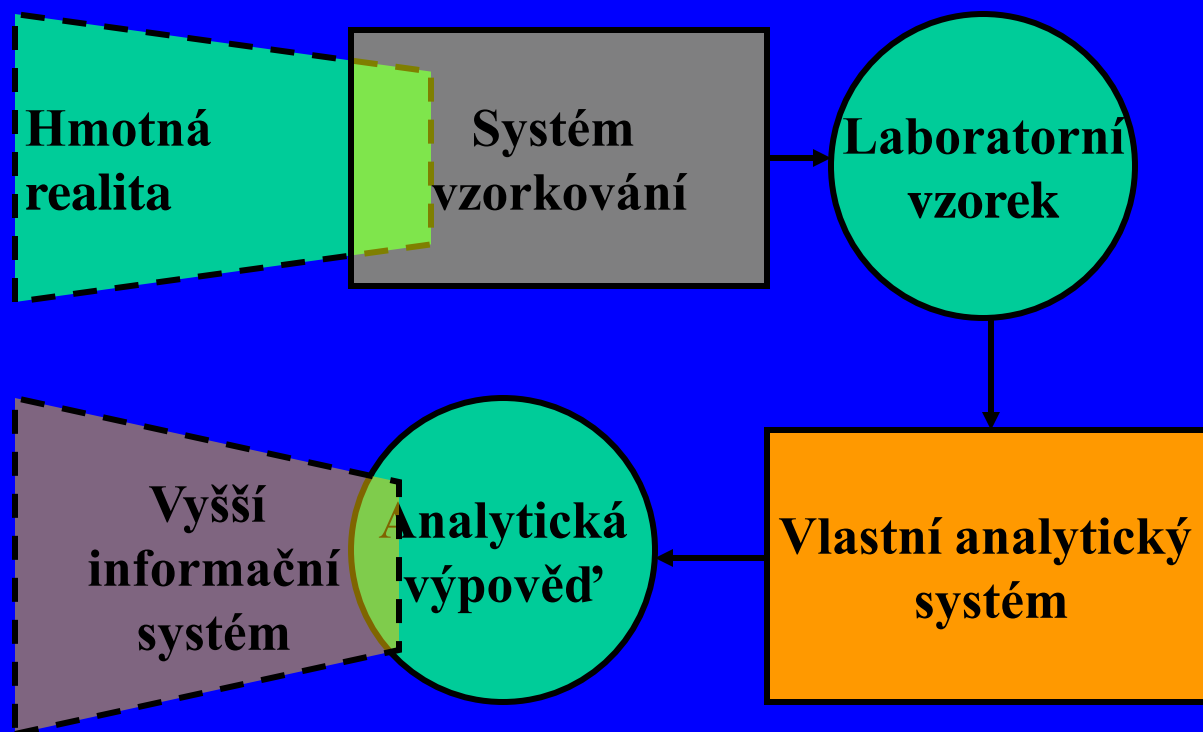 Hmotná
realita
Systém
vzorkování
Laboratorní
vzorek
Vyšší
informační
systém
Analytická
výpověď
Vlastní analytický
systém